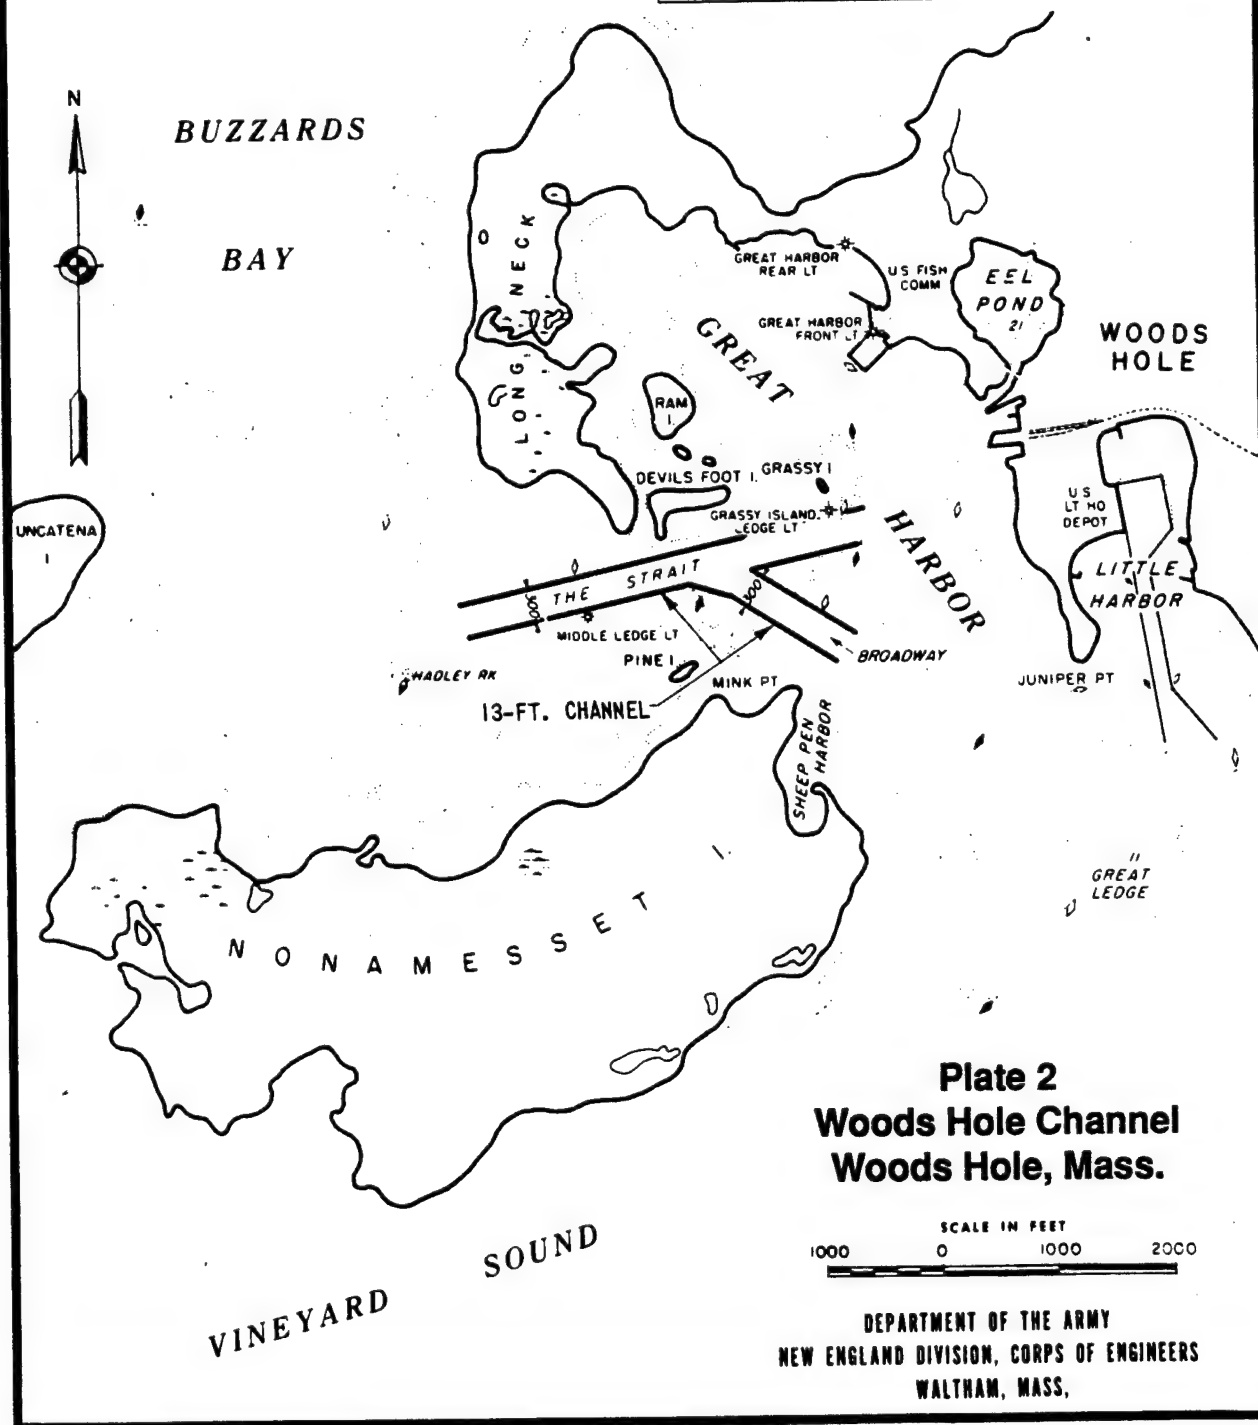 N
BUZZARDS
BAY
LONG NECK
GREAT HARBOR
REAR LT
U S FISH
COMM
EEL
POND
21
GREAT HARBOR
FRONT LT
WOODS
HOLE
GREAT
HARBOR
RAM
I.
DEVILS FOOT I.
GRASSY I
GRASSY ISLAND
LEDGE LT
U S
LT HO
DEPOT
UNCATENA
I
THE STRAIT
300
300
LITTLE
HARBOR
MIDDLE LEDGE LT
PINE I
BROADWAY
HADLEY RK
MINK PT
JUNIPER PT
13-FT. CHANNEL
SHEEP PEN
HARBOR
11
GREAT
LEDGE
NONAMESSET I.
Plate 2
Woods Hole Channel
Woods Hole, Mass.
SCALE IN FEET
1000 0 1000 2000
VINEYARD SOUND
DEPARTMENT OF THE ARMY
NEW ENGLAND DIVISION, CORPS OF ENGINEERS
WALTHAM, MASS,